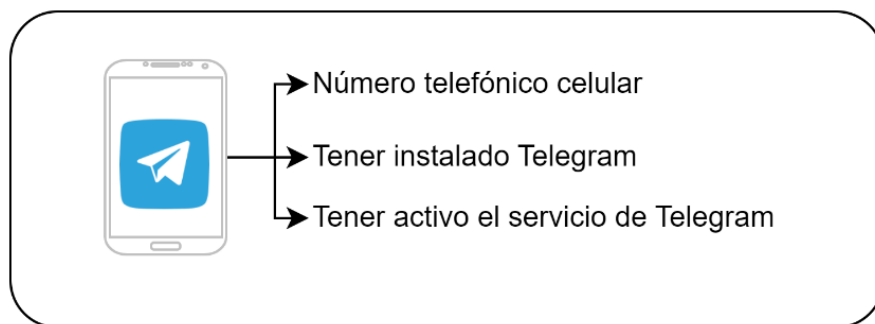 Número telefónico celular
Tener instalado Telegram
Tener activo el servicio de Telegram